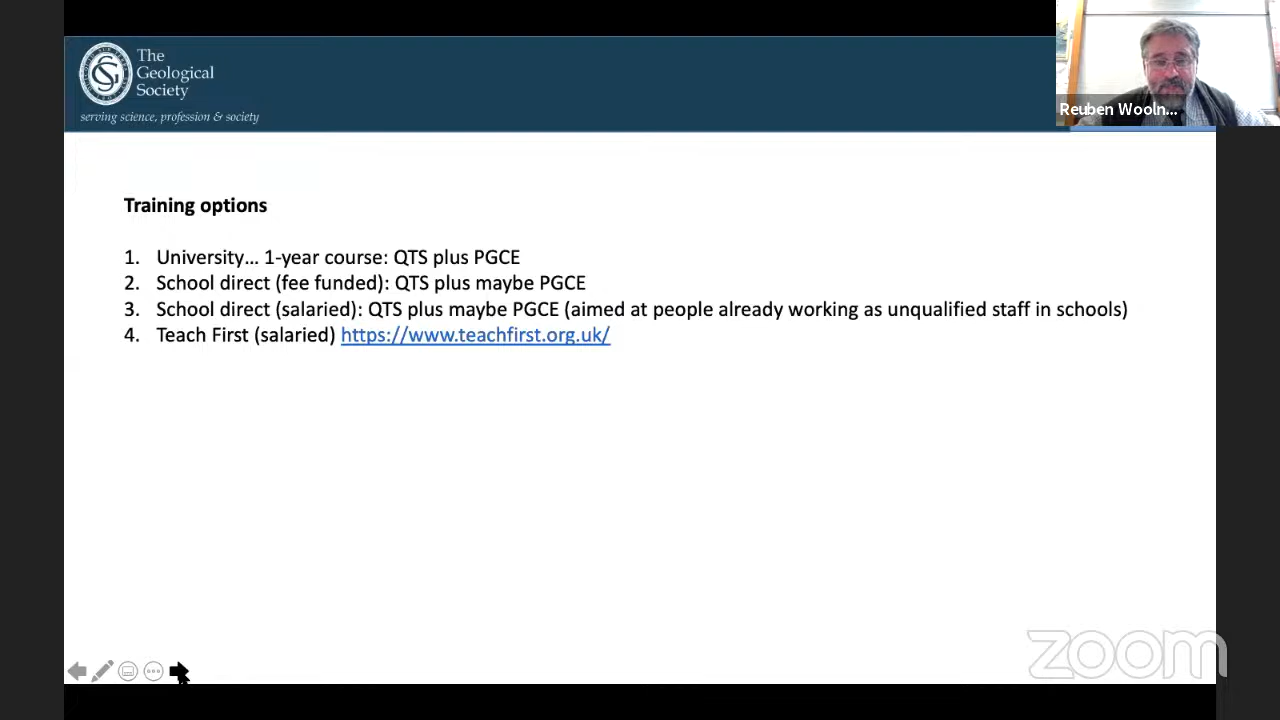 The
Geological
Society
serving science, profession & society
Reuben Wooln...
Training options
1. University... 1-year course: QTS plus PGCE
2. School direct (fee funded): QTS plus maybe PGCE
3. School direct (salaried): QTS plus maybe PGCE (aimed at people already working as unqualified staff in schools)
4. Teach First (salaried) https://www.teachfirst.org.uk/
zoom